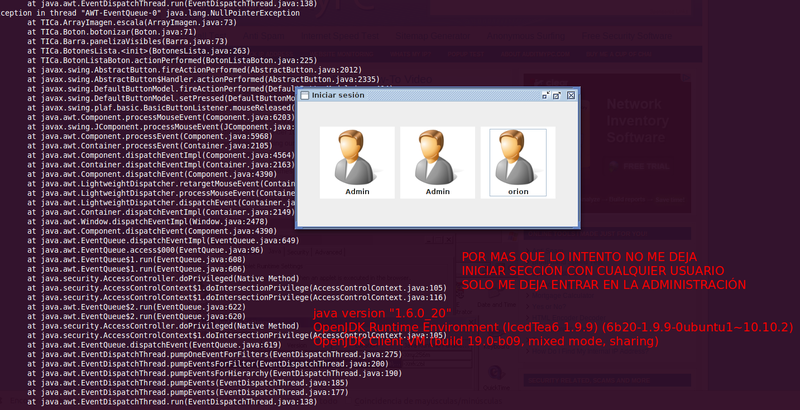 at java.awt.EventDispatchThread.run(EventDispatchThread.java:138)
ception in thread "AWT-EventQueue-0" java.lang.NullPointerException
at TICa.ArrayImagen.escala(ArrayImagen.java:73)
at TICa.Boton.botonizar(Boton.java:71)
at TICa.Barra.panelizaVisibles(Barra.java:73)
at TICa.BotonesLista.<init>(BotonesLista.java:263)
at TICa.BotonListaBoton.actionPerformed(BotonListaBoton.java:225)
at javax.swing.AbstractButton.fireActionPerformed(AbstractButton.java:2012)
at javax.swing.AbstractButton$Handler.actionPerformed(AbstractButton.java:2335)
at javax.swing.DefaultButtonModel.fireActionPerformed(Def
at javax.swing.DefaultButtonModel.setPressed(DefaultButtonMo
at javax.swing.plaf.basic.BasicButtonListener.mouseReleased(
at java.awt.Component.processMouseEvent(Component.java:6203)
at javax.swing.JComponent.processMouseEvent(JComponent.java:
at java.awt.Component.processEvent(Component.java:5968)
at java.awt.Container.processEvent(Container.java:2105)
at java.awt.Component.dispatchEventImpl(Component.java:4564)
at java.awt.Container.dispatchEventImpl(Container.java:2163)
at java.awt.Component.dispatchEvent(Component.java:4390)
at java.awt.LightweightDispatcher.retargetMouseEvent(Contain
at java.awt.LightweightDispatcher.processMouseEvent(Containe
at java.awt.LightweightDispatcher.dispatchEvent(Container.ja
at java.awt.Container.dispatchEventImpl(Container.java:2149)
at java.awt.Window.dispatchEventImpl(Window.java:2478)
at java.awt.Component.dispatchEvent(Component.java:4390)
at java.awt.EventQueue.dispatchEventImpl(EventQueue.java:649)
at java.awt.EventQueue.access$000(EventQueue.java:96)
at java.awt.EventQueue$1.run(EventQueue.java:608)
at java.awt.EventQueue$1.run(EventQueue.java:606)
at java.security.AccessController.doPrivileged(Native Method)
at java.security.AccessControlContext$1.doIntersectionPrivilege(AccessControlContext.java:105)
at java.security.AccessControlContext$1.doIntersectionPrivilege(AccessControlContext.java:116)
at java.awt.EventQueue$2.run(EventQueue.java:622)
at java.awt.EventQueue$2.run(EventQueue.java:620)
at java.security.AccessController.doPrivileged(Native Method)
at java.security.AccessControlContext$1.doIntersectionPrivilege(AccessControlContext.java:105)
at java.awt.EventQueue.dispatchEvent(EventQueue.java:619)
at java.awt.EventDispatchThread.pumpOneEventForFilters(EventDispatchThread.java:275)
at java.awt.EventDispatchThread.pumpEventsForFilter(EventDispatchThread.java:200)
at java.awt.EventDispatchThread.pumpEventsForHierarchy(EventDispatchThread.java:190)
at java.awt.EventDispatchThread.pumpEvents(EventDispatchThread.java:185)
at java.awt.EventDispatchThread.pumpEvents(EventDispatchThread.java:177)
at java.awt.EventDispatchThread.run(EventDispatchThread.java:138)
Iniciar sesión
Admin
Admin
orion
Network
Inventory
Software
POR MAS QUE LO INTENTO NO ME DEJA
INICIAR SECCIÓN CON CUALQUIER USUARIO
SOLO ME DEJA ENTRAR EN LA ADMINISTRACIÓN
java version "1.6.0_20"
OpenJDK Runtime Environment (IcedTea6 1.9.9) (6b20-1.9.9-0ubuntu1~10.10.2)
OpenJDK Client VM (build 19.0-b09, mixed mode, sharing)